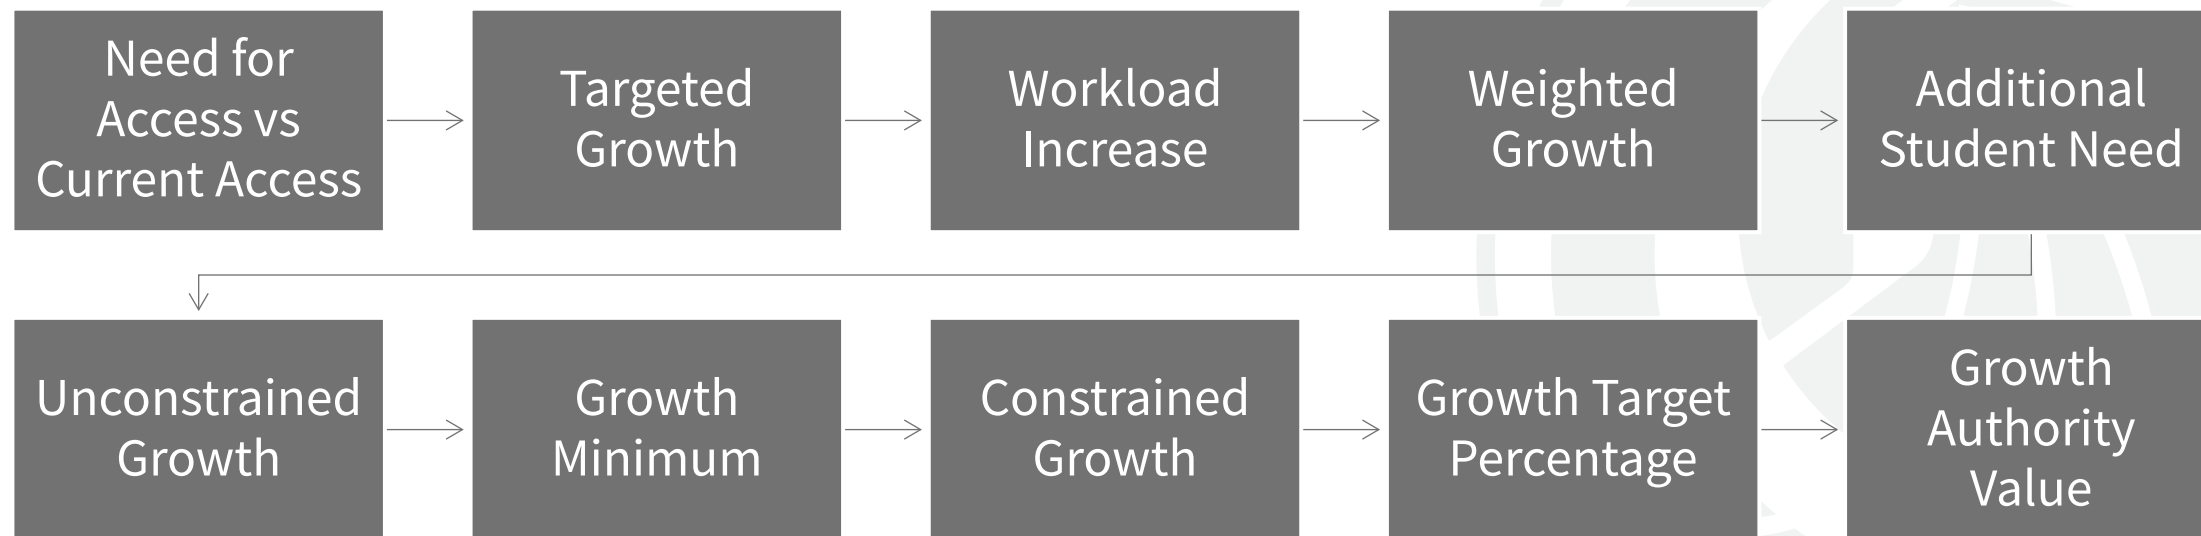 Need for
Access vs
Current Access
Targeted
Growth
Workload
Increase
Weighted
Growth
Additional
Student Need
Unconstrained
Growth
Growth
Minimum
Constrained
Growth
Growth Target
Percentage
Growth
Authority
Value